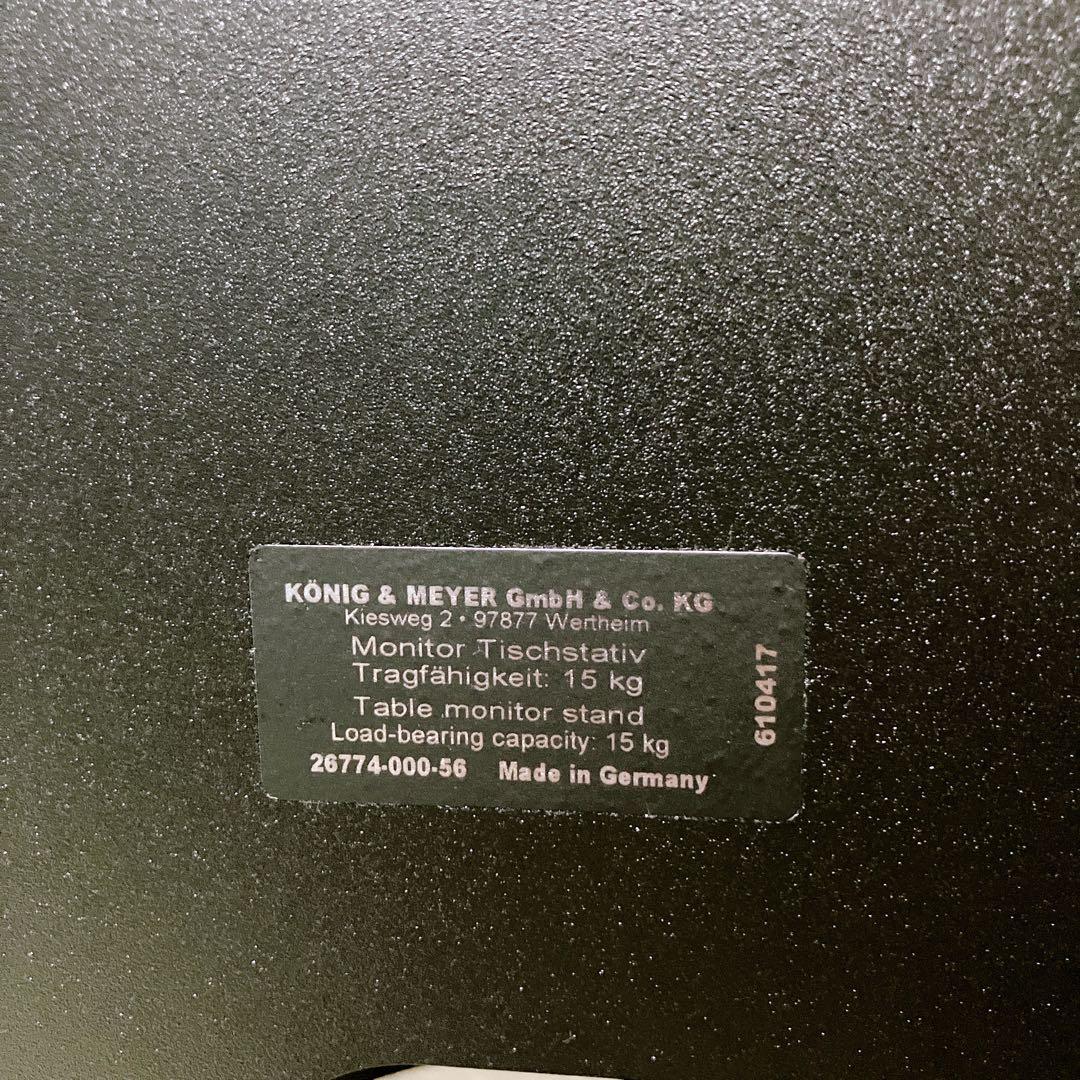 KÖNIG & MEYER GmbH & Co. KG
Kiesweg 2 • 97877 Wertheim
Monitor Tischstativ
Tragfähigkeit: 15 kg
Table monitor stand
Load-bearing capacity: 15 kg
26774-000-56 Made in Germany
610417